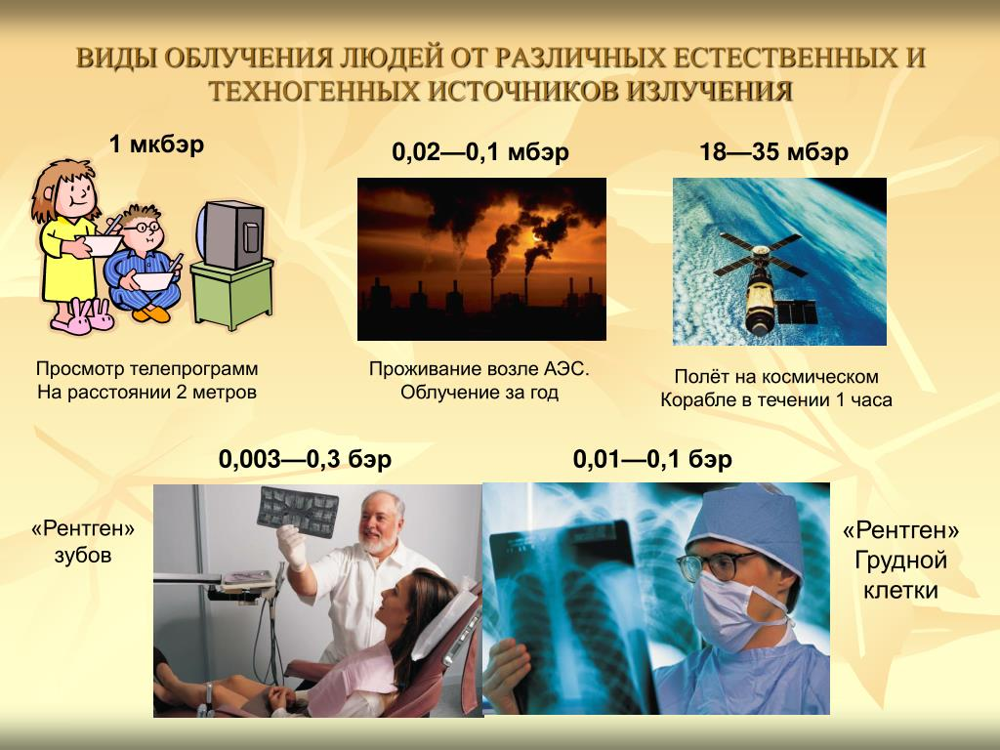 ВИДЫ ОБЛУЧЕНИЯ ЛЮДЕЙ ОТ РАЗЛИЧНЫХ ЕСТЕСТВЕННЫХ И
ТЕХНОГЕННЫХ ИСТОЧНИКОВ ИЗЛУЧЕНИЯ
1 мкбэр
Просмотр телепрограмм
На расстоянии 2 метров
0,02—0,1 мбэр
Проживание возле АЭС.
Облучение за год
18—35 мбэр
Полёт на космическом
Корабле в течении 1 часа
0,003—0,3 бэр
«Рентген»
зубов
0,01—0,1 бэр
«Рентген»
Грудной
клетки